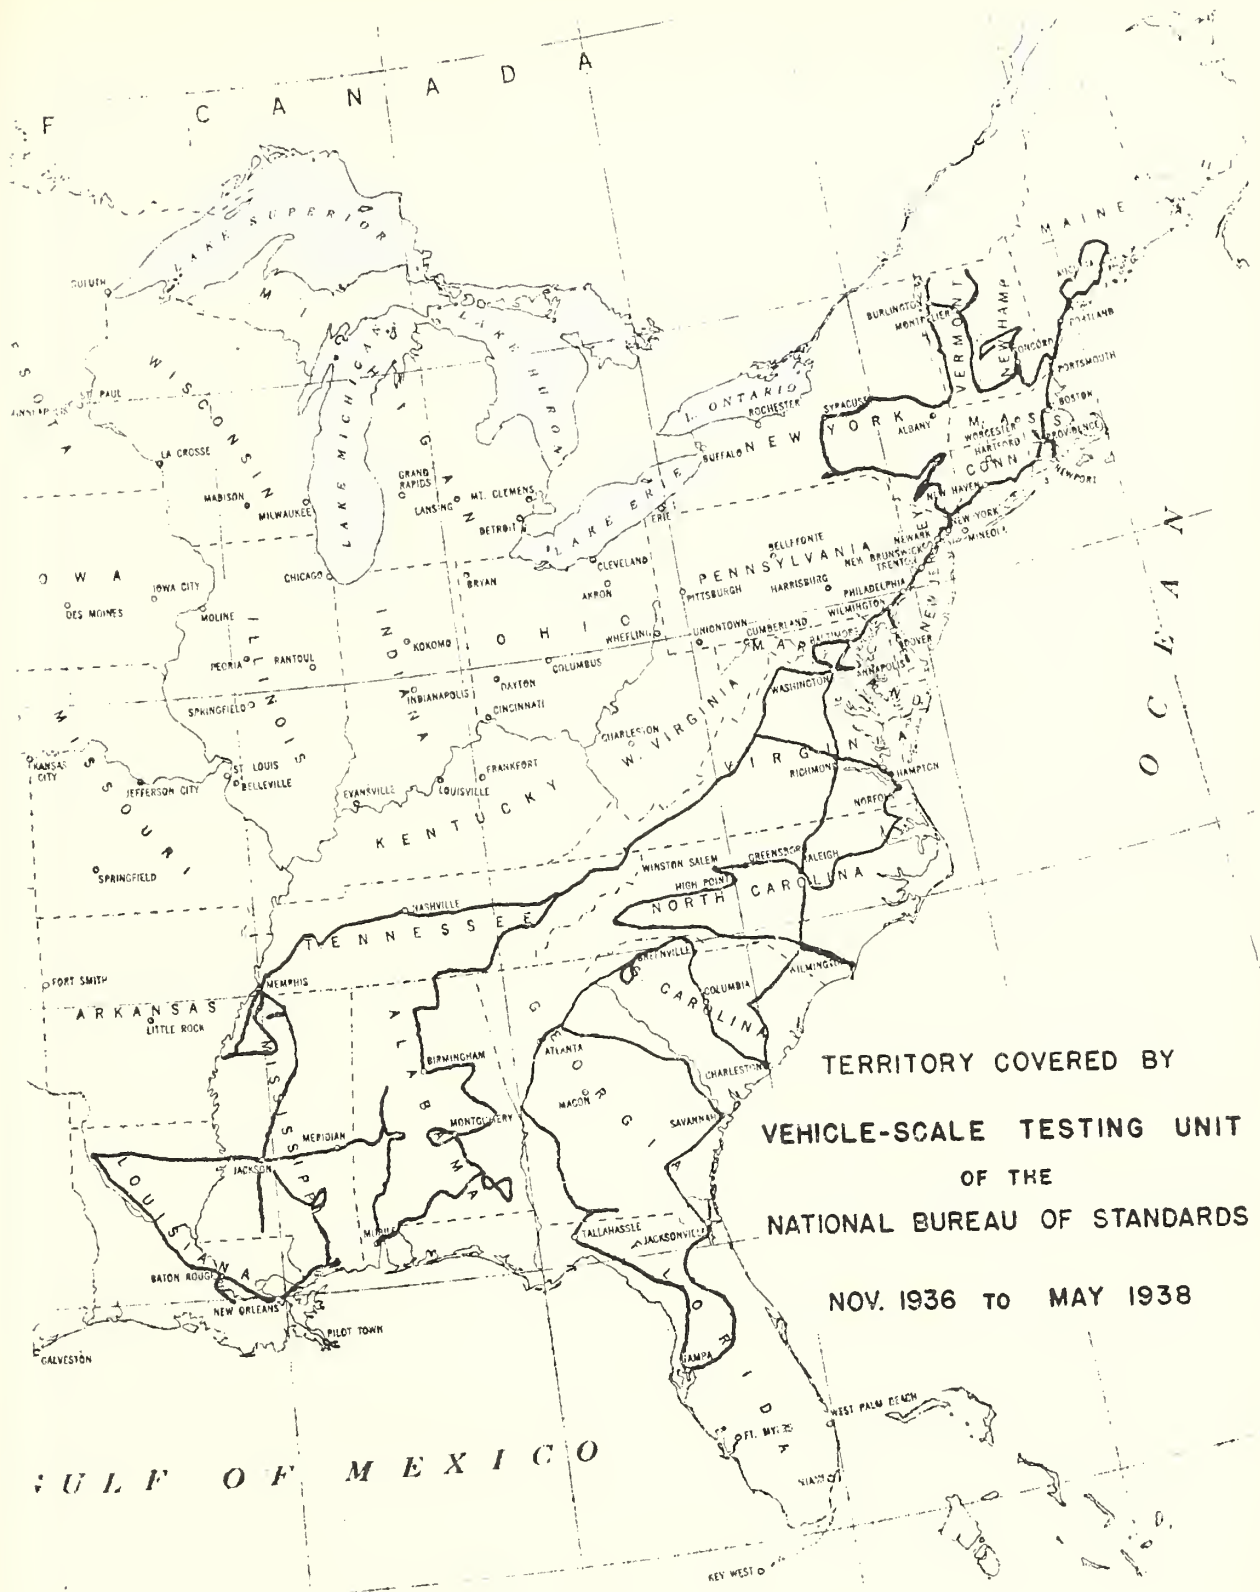 CANADA
F
LAKE SUPERIOR
MAINE
DULUTH
AUGUSTA
PORTLAND
BURLINGTON
MONTPELIER
VERMONT
NEW HAMP
CONCORD
PORTSMOUTH
WISCONSIN
ST. PAUL
LAKE MICHIGAN
LAKE HURON
L. ONTARIO
ROCHESTER
SYRACUSE
NEW YORK
ALBANY
MASS
BOSTON
WORCESTER
PROVIDENCE
HARTFORD
CONN
NEWPORT
NEW HAVEN
BUFFALO
LA CROSSE
MADISON
MILWAUKEE
GRAND RAPIDS
LANSING
MT. CLEMENS
DETROIT
LAKE ERIE
ERIE
NEW YORK
MINEOLA
NEWARK
NEW BRUNSWICK
TRENTON
NEW JERSEY
BELLEFONTE
PENNSYLVANIA
CLEVELAND
AKRON
PITTSBURGH
HARRISBURG
PHILADELPHIA
WILMINGTON
IOWA CITY
DES MOINES
CHICAGO
BRYAN
MOLINE
ILLINOIS
INDIANA
OHIO
KOKOMO
WHEELING
UNIONTOWN
CUMBERLAND
BALTIMORE
DOVER
PEORIA
RANTOUL
COLUMBUS
ANNAPOLIS
WASHINGTON
INDIANAPOLIS
DAYTON
CINCINNATI
SPRINGFIELD
CHARLESTON
W. VIRGINIA
VIRGINIA
KANSAS CITY
MISSOURI
JEFFERSON CITY
ST LOUIS
BELLEVILLE
EVANSVILLE
LOUISVILLE
FRANKFORT
RICHMOND
HAMPTON
NORFOLK
KENTUCKY
OCEAN
SPRINGFIELD
WINSTON SALEM
GREENSBORO
RALEIGH
HIGH POINT
NORTH CAROLINA
NASHVILLE
TENNESSEE
FORT SMITH
MEMPHIS
GREENVILLE
WILMINGTON
ARKANSAS
LITTLE ROCK
S. CAROLINA
COLUMBIA
ALABAMA
GEORGIA
BIRMINGHAM
ATLANTA
CHARLESTON
MACON
MISSISSIPPI
MONTGOMERY
SAVANNAH
MERIDIAN
JACKSON
LOUISIANA
MOBILE
TALLAHASSLE
JACKSONVILLE
BATON ROUGE
NEW ORLEANS
PILOT TOWN
GALVESTON
TAMPA
FLORIDA
WEST PALM BEACH
FT. MYERS
MIAMI
KEY WEST
GULF OF MEXICO
TERRITORY COVERED BY
VEHICLE-SCALE TESTING UNIT
OF THE
NATIONAL BUREAU OF STANDARDS
NOV. 1936 TO MAY 1938